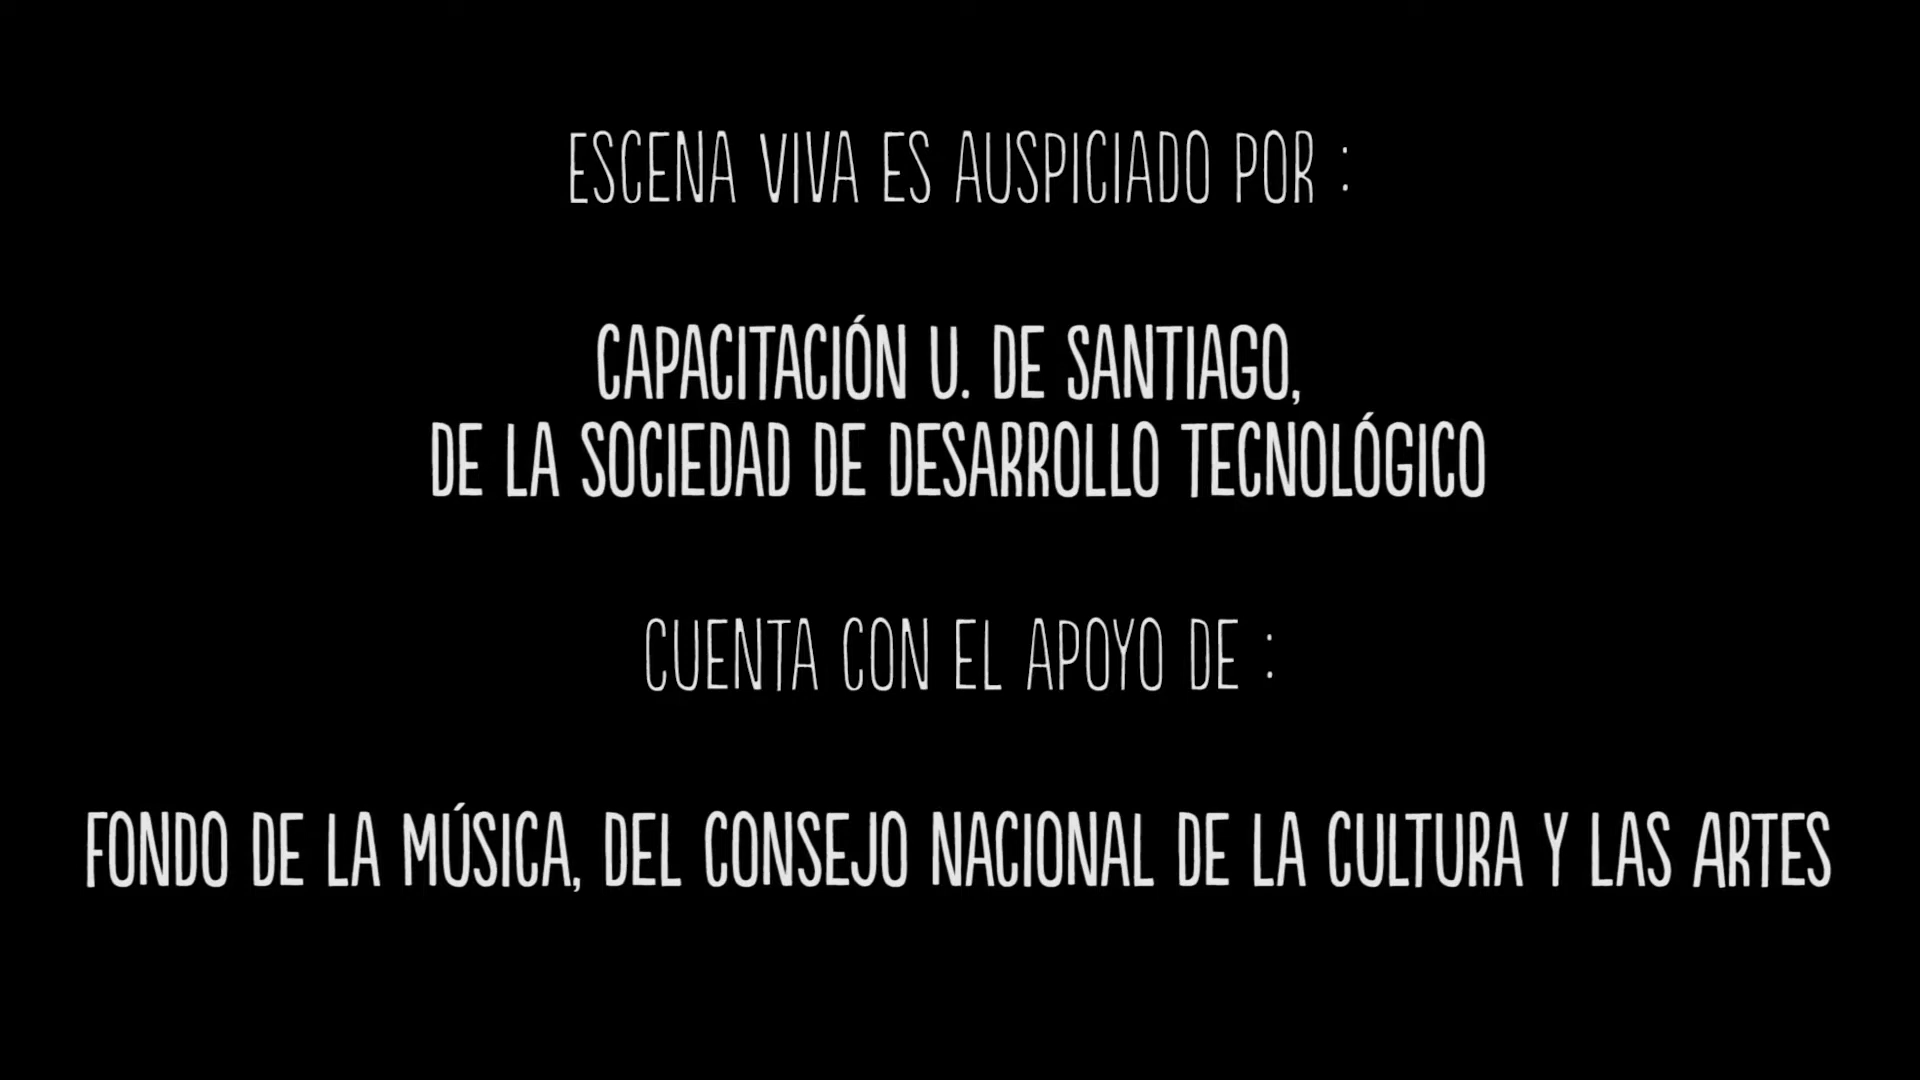 ESCENA VIVA ES AUSPICIADO POR :
CAPACITACIÓN U. DE SANTIAGO,
DE LA SOCIEDAD DE DESARROLLO TECNOLÓGICO
CUENTA CON EL APOYO DE :
FONDO DE LA MÚSICA, DEL CONSEJO NACIONAL DE LA CULTURA Y LAS ARTES